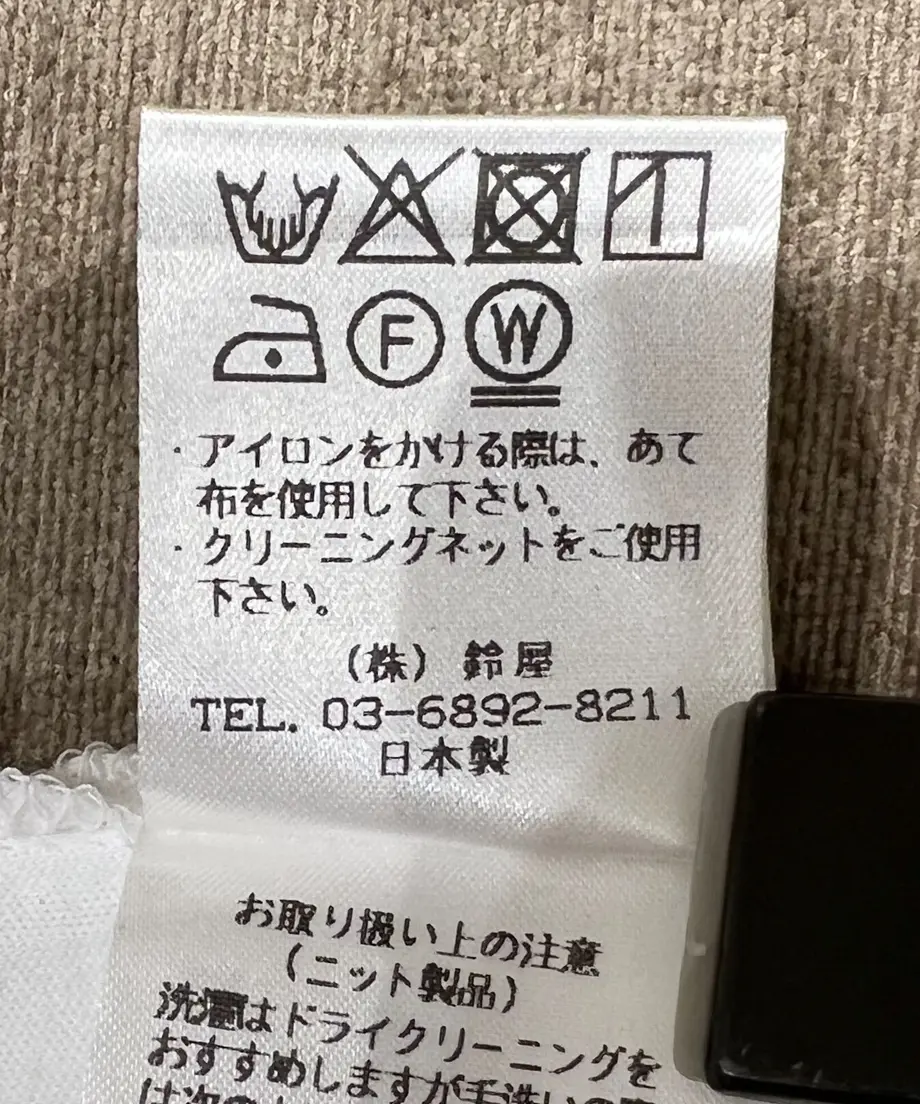 F W
・アイロンをかける際は、あて
布を使用して下さい。
・クリーニングネットをご使用
下さい。
(株) 鈴屋
TEL. 03-6892-8211
日本製
お取り扱い上の注意
(ニット製品)
洗濯はドライクリーニングを
おすすめしますが手洗いの
は次の